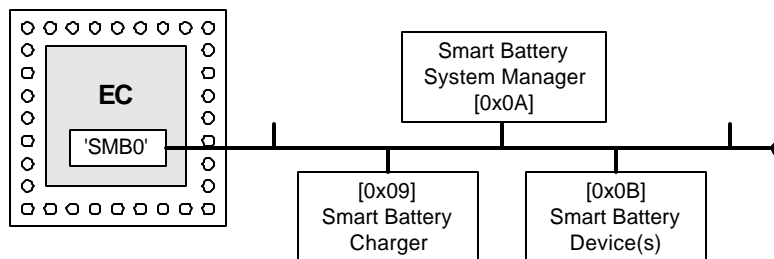 EC
'SMB0'
Smart Battery
System Manager
[0x0A]
[0x09]
Smart Battery
Charger
[0x0B]
Smart Battery
Device(s)